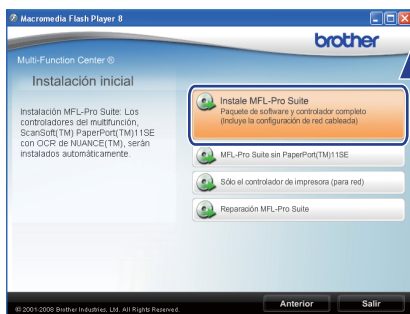 Macromedia Flash Player 8
brother
Multi-Function Center ®
Instalación inicial
Instalación MFL-Pro Suite: Los
controladores del multifunción,
ScanSoft(TM) PaperPort(TM)11SE
con OCR de NUANCE(TM), serán
instalados automáticamente.
Instale MFL-Pro Suite
Paquete de software y controlador completo
(Incluye la configuración de red cableada)
MFL-Pro Suite sin PaperPort(TM)11SE
Sólo el controlador de impresora (para red)
Reparación MFL-Pro Suite
© 2001-2008 Brother Industries, Ltd. All Rights Reserved.
Anterior
Salir